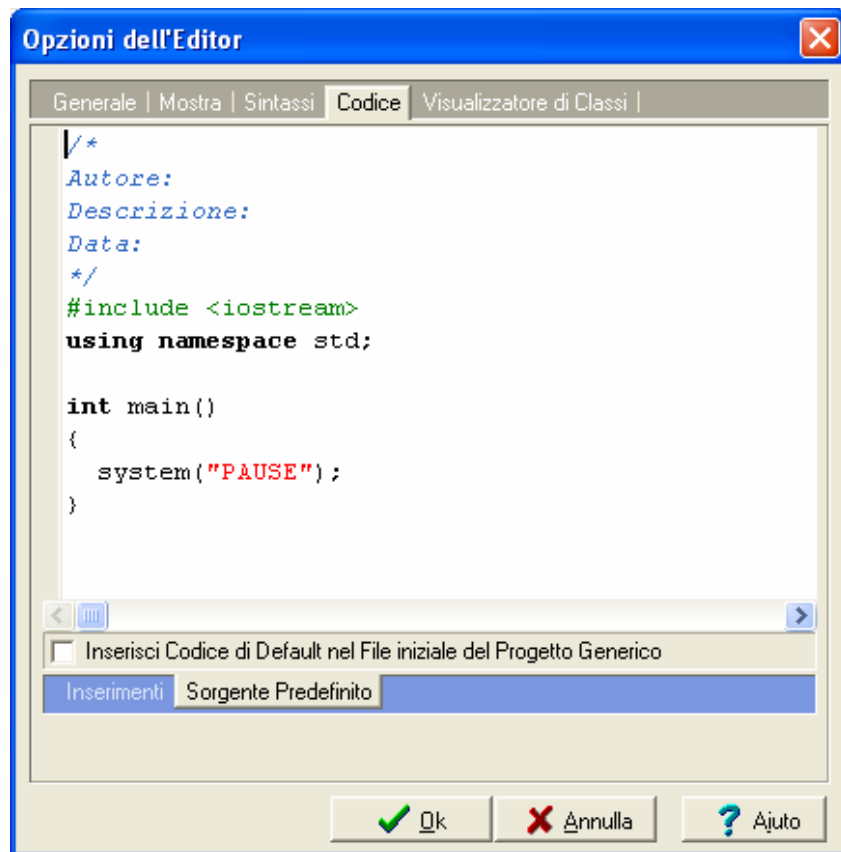 Opzioni dell'Editor
Generale | Mostra | Sintassi Codice Visualizzatore di Classi |
/*
Autore:
Descrizione:
Data:
*/
#include <iostream>
using namespace std;
int main()
{
system("PAUSE");
}
Inserisci Codice di Default nel File iniziale del Progetto Generico
Inserimenti Sorgente Predefinito
Ok Annulla ? Aiuto